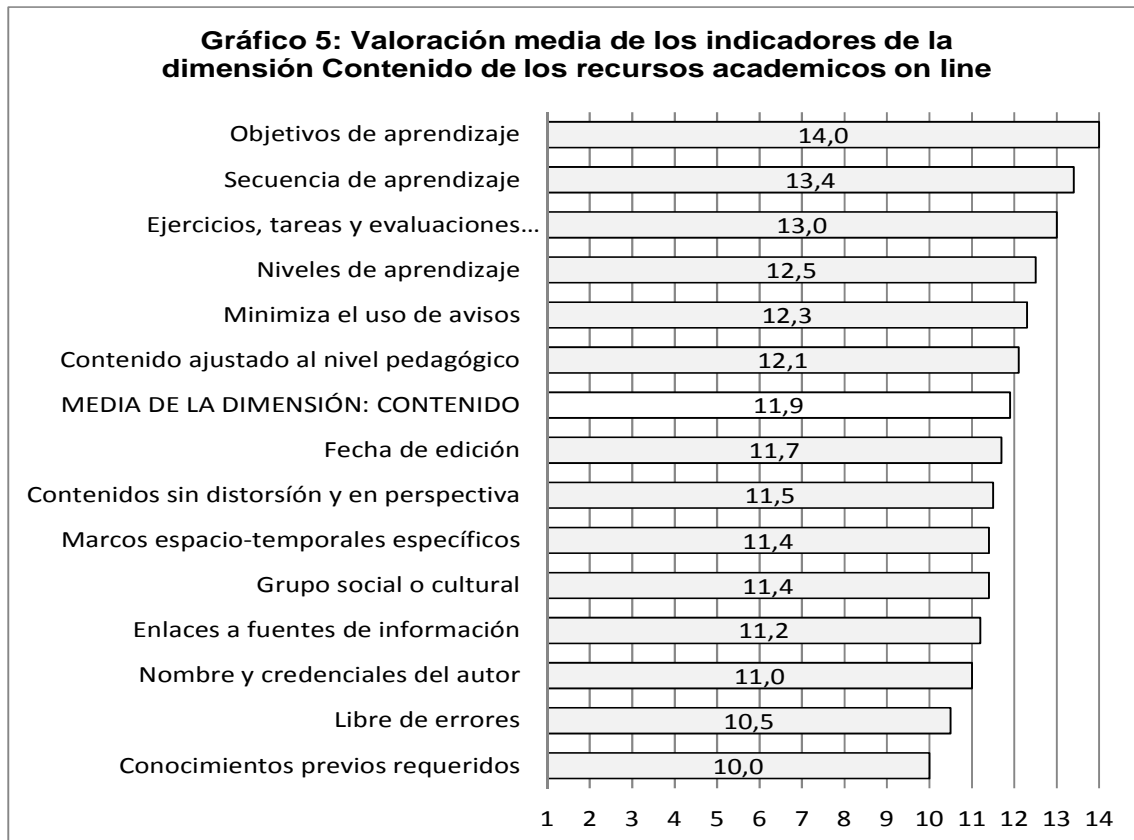 Gráfico 5: Valoración media de los indicadores de la
dimensión Contenido de los recursos academicos on line
Objetivos de aprendizaje 14,0
Secuencia de aprendizaje 13,4
Ejercicios, tareas y evaluaciones... 13,0
Niveles de aprendizaje 12,5
Minimiza el uso de avisos 12,3
Contenido ajustado al nivel pedagógico 12,1
MEDIA DE LA DIMENSIÓN: CONTENIDO 11,9
Fecha de edición 11,7
Contenidos sin distorsíón y en perspectiva 11,5
Marcos espacio-temporales específicos 11,4
Grupo social o cultural 11,4
Enlaces a fuentes de información 11,2
Nombre y credenciales del autor 11,0
Libre de errores 10,5
Conocimientos previos requeridos 10,0
1 2 3 4 5 6 7 8 9 10 11 12 13 14